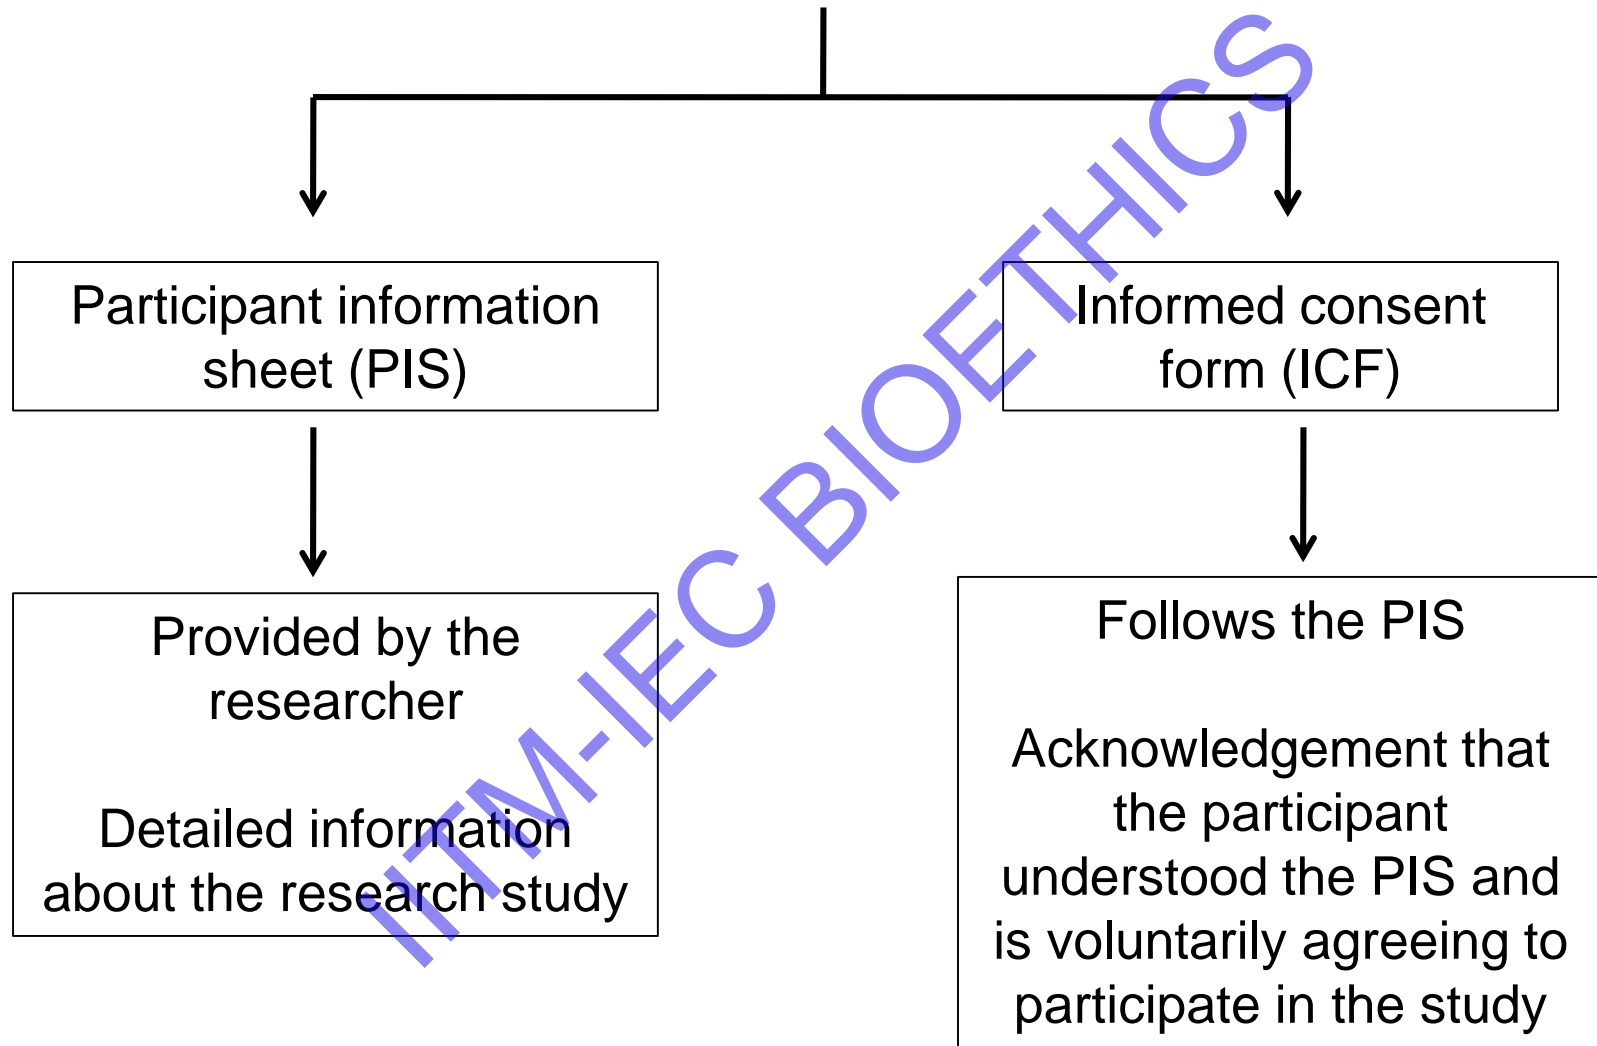 Participant information
sheet (PIS)
Informed consent
form (ICF)
Provided by the
researcher
Detailed information
about the research study
Follows the PIS
Acknowledgement that
the participant
understood the PIS and
is voluntarily agreeing to
participate in the study
IITM-IEC BIOETHICS